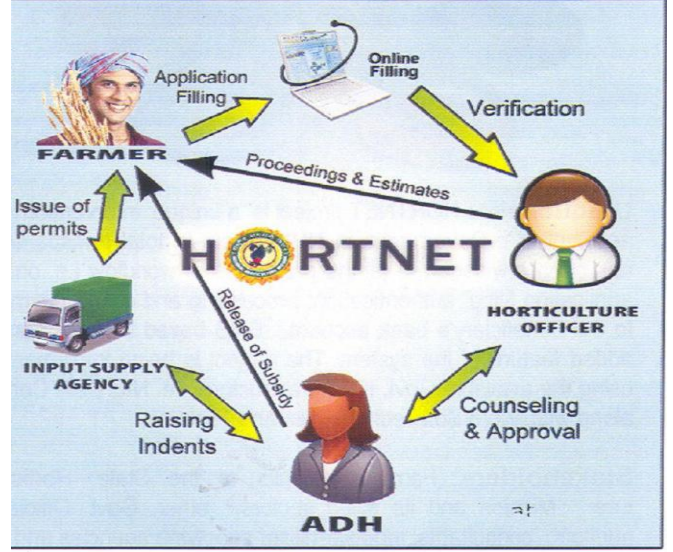 Online
Filling
Application
Filling
Verification
FARMER
Proceedings & Estimates
Issue of
permits
HORTNET
Release of Subsidy
HORTICULTURE
OFFICER
INPUT SUPPLY
AGENCY
Raising
Indents
Counseling
& Approval
ADH